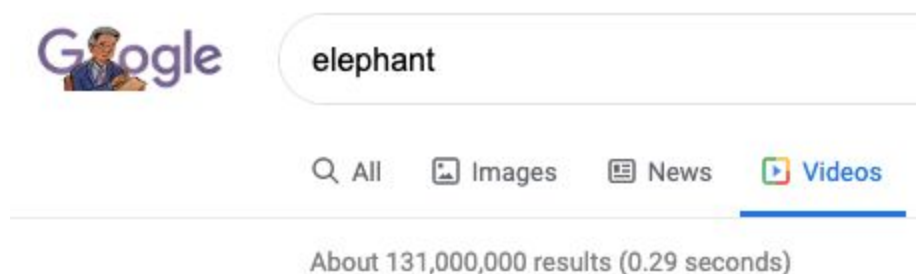 Google
elephant
All Images News Videos
About 131,000,000 results (0.29 seconds)